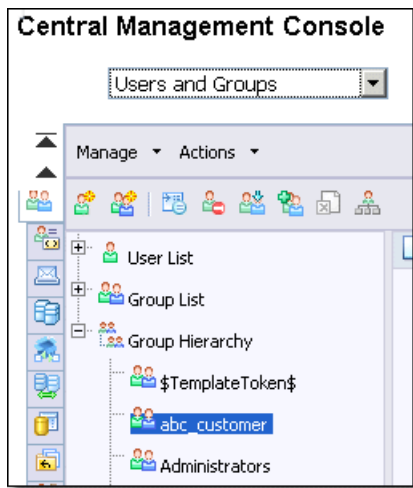 Central Management Console
Users and Groups
Manage Actions
User List
Group List
Group Hierarchy
$TemplateToken$
abc_customer
Administrators